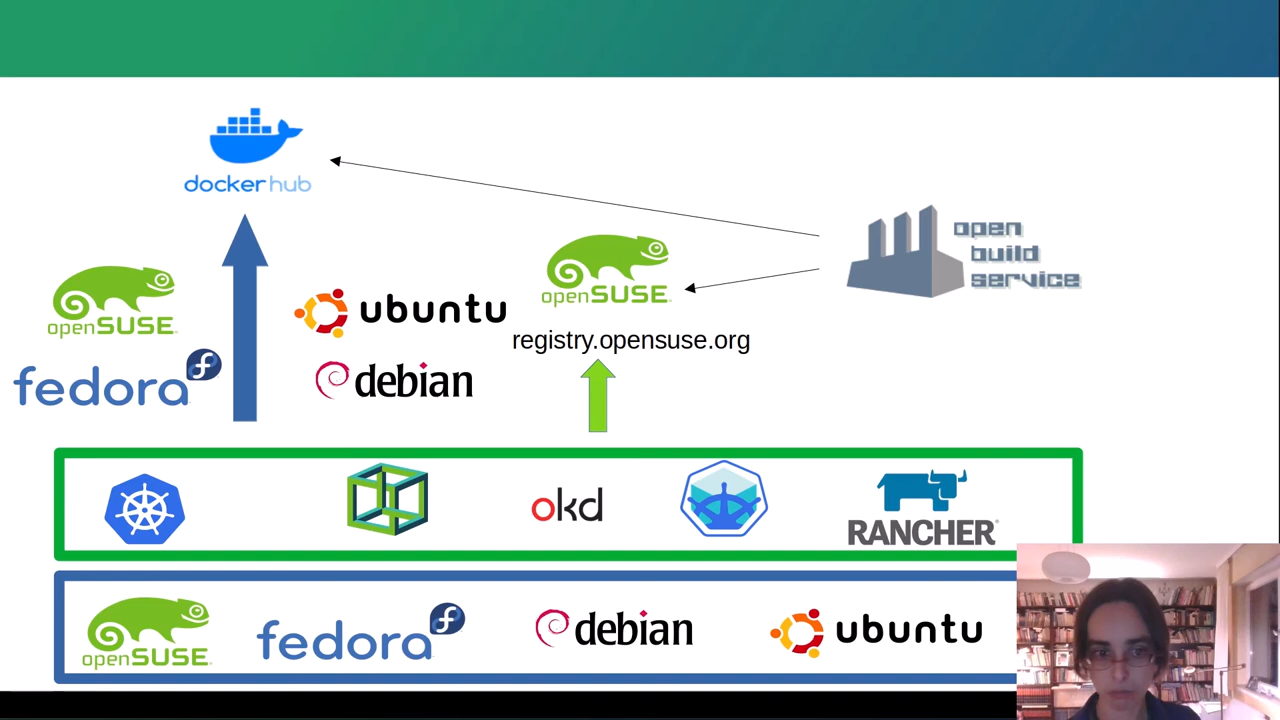 docker hub
open
build
service
openSUSE
openSUSE
ubuntu
registry.opensuse.org
fedora
debian
okd
RANCHER
openSUSE
fedora
debian
ubuntu